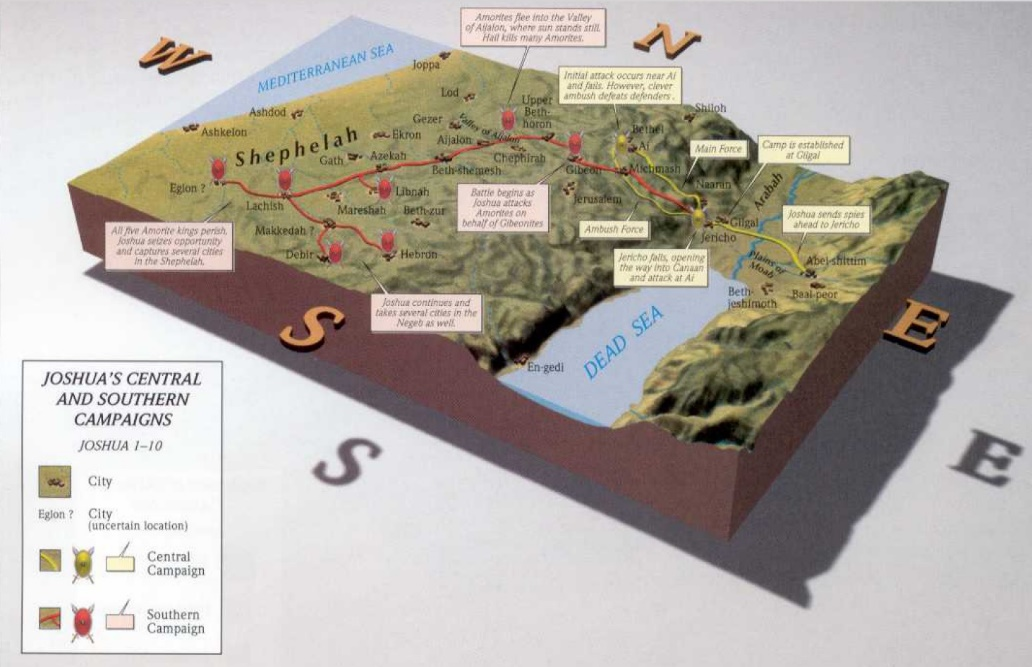 W
N
MEDITERRANEAN SEA
Amorites flee into the Valley
of Aijalon, where sun stands still.
Hail kills many Amorites.
Joppa
Lod
Initial attack occurs near Ai
and fails. However, clever
ambush defeats defenders.
Shiloh
Ashdod
Ashkelon
Shephelah
Gezer
Ekron
Valley of Aijalon
Aijalon
Upper
Beth-
horon
Chephirah
Bethel
Ai
Main Force
Camp is established
at Gilgal
Gath
Azekah
Beth-shemesh
Gibeon
Michmash
Naaran
Arabah
Eglon ?
Lachish
Libnah
Mareshah
Beth-zur
Battle begins as
Joshua attacks
Amorites on
behalf of Gibeonites
Jerusalem
Ambush Force
Gilgal
Jericho
Joshua sends spies
ahead to Jericho
All five Amorite kings perish.
Joshua seizes opportunity
and captures several cities
in the Shephelah.
Makkedah ?
Debir
Hebron
Jericho falls, opening
the way into Canaan
and attack at Ai
Plains of
Moab
Abel-shittim
Beth-
jeshimoth
Baal-peor
Joshua continues and
takes several cities in the
Negeb as well.
S
E
DEAD SEA
En-gedi
S
E
JOSHUA'S CENTRAL
AND SOUTHERN
CAMPAIGNS
JOSHUA 1–10
City
Eglon ?
City
(uncertain location)
Central
Campaign
Southern
Campaign